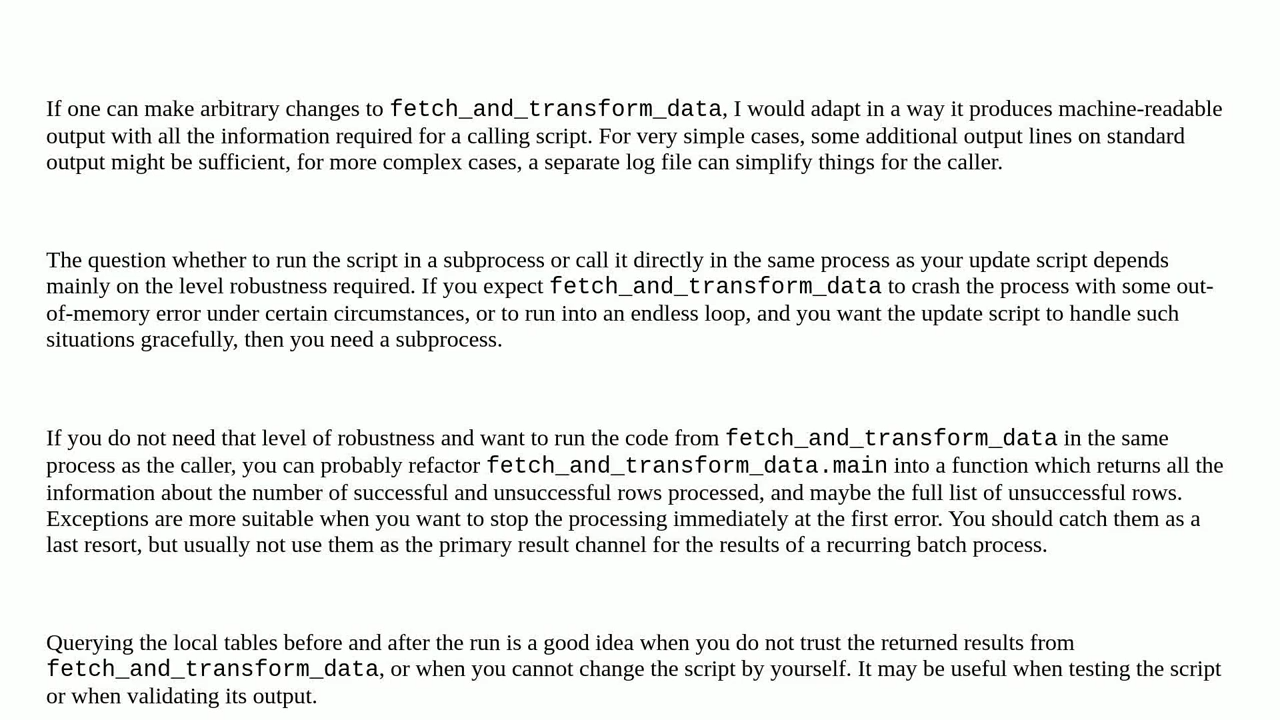 If one can make arbitrary changes to fetch_and_transform_data, I would adapt in a way it produces machine-readable
output with all the information required for a calling script. For very simple cases, some additional output lines on standard
output might be sufficient, for more complex cases, a separate log file can simplify things for the caller.
The question whether to run the script in a subprocess or call it directly in the same process as your update script depends
mainly on the level robustness required. If you expect fetch_and_transform_data to crash the process with some out-
of-memory error under certain circumstances, or to run into an endless loop, and you want the update script to handle such
situations gracefully, then you need a subprocess.
If you do not need that level of robustness and want to run the code from fetch_and_transform_data in the same
process as the caller, you can probably refactor fetch_and_transform_data.main into a function which returns all the
information about the number of successful and unsuccessful rows processed, and maybe the full list of unsuccessful rows.
Exceptions are more suitable when you want to stop the processing immediately at the first error. You should catch them as a
last resort, but usually not use them as the primary result channel for the results of a recurring batch process.
Querying the local tables before and after the run is a good idea when you do not trust the returned results from
fetch_and_transform_data, or when you cannot change the script by yourself. It may be useful when testing the script
or when validating its output.